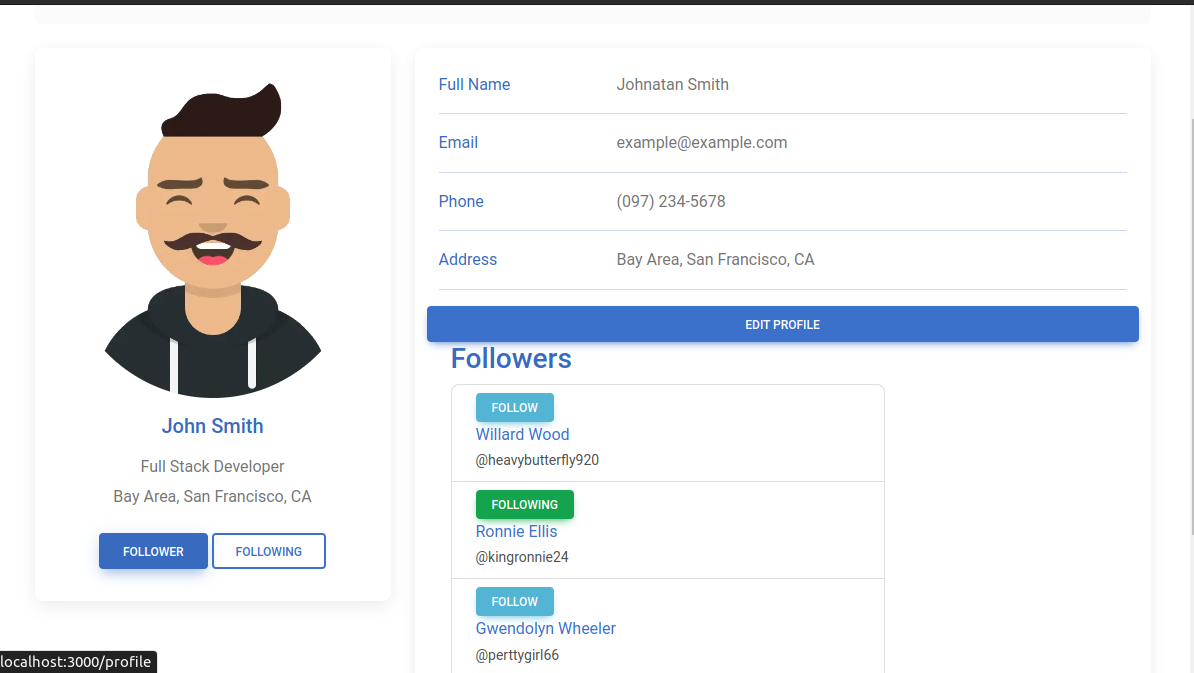 John Smith
Full Stack Developer
Bay Area, San Francisco, CA
FOLLOWER FOLLOWING
Full Name Johnatan Smith
Email example@example.com
Phone (097) 234-5678
Address Bay Area, San Francisco, CA
EDIT PROFILE
Followers
FOLLOW
Willard Wood
@heavybutterfly920
FOLLOWING
Ronnie Ellis
@kingronnie24
FOLLOW
Gwendolyn Wheeler
@perttygirl66
localhost:3000/profile